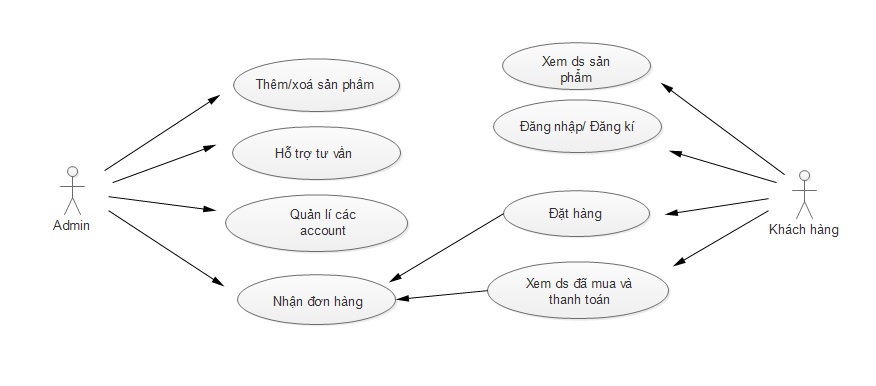 Thêm/xoá sản phẩm
Hỗ trợ tư vấn
Admin
Quản lí các
account
Nhận đơn hàng
Xem ds sản
phẩm
Đăng nhập/ Đăng kí
Đặt hàng
Khách hàng
Xem ds đã mua và
thanh toán